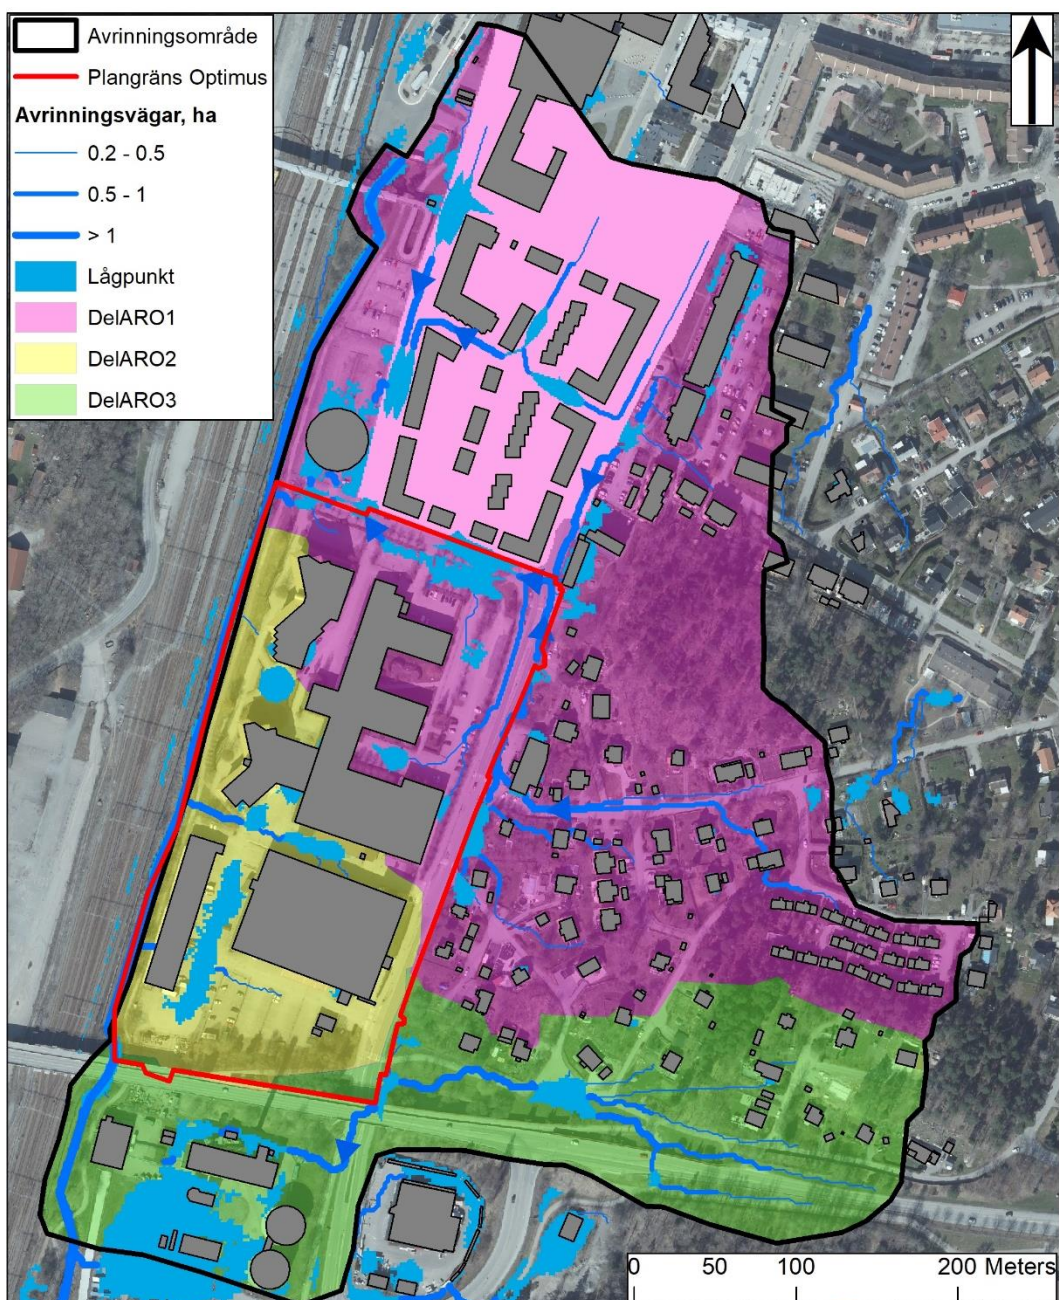 Avrinningsområde
Plangräns Optimus
Avrinningsvägar, ha
0.2 - 0.5
0.5 - 1
> 1
Lågpunkt
DelARO1
DelARO2
DelARO3
0 50 100 200 Meters